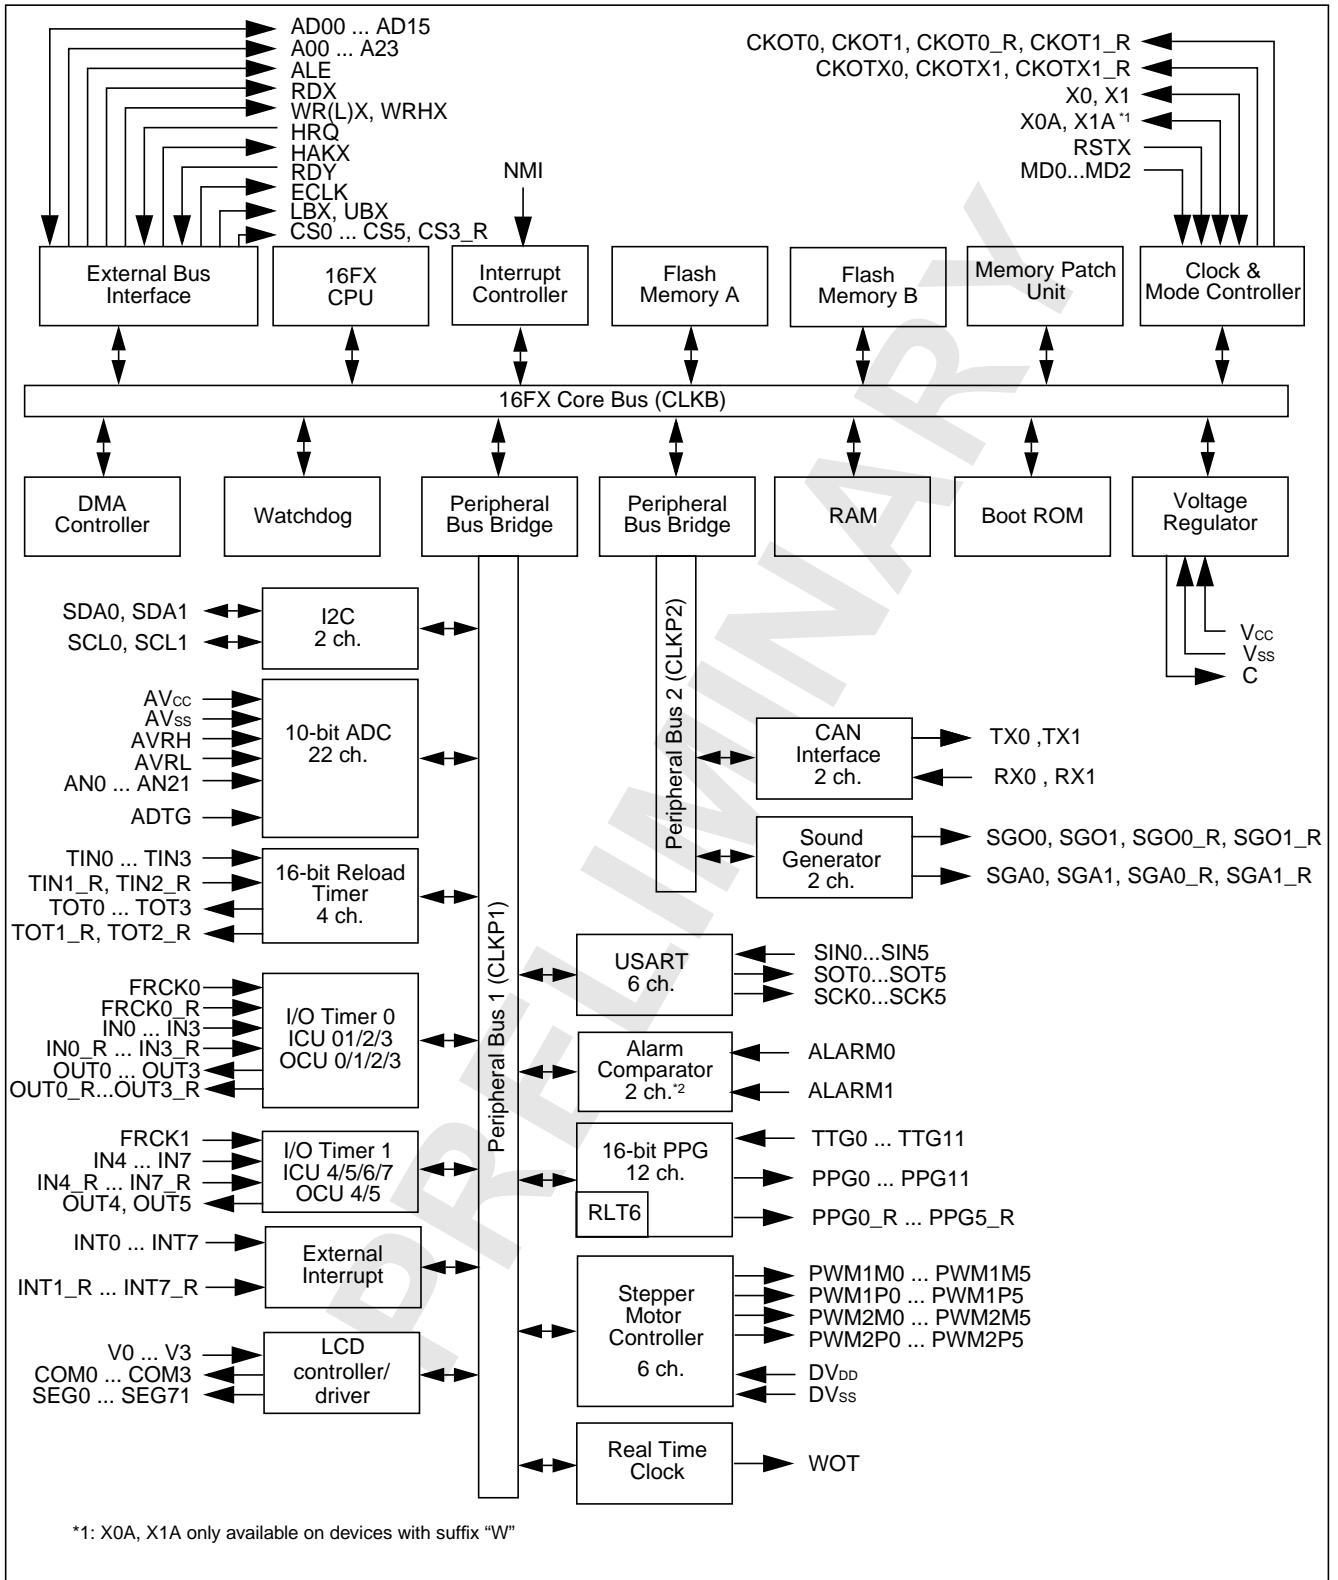 AD00 ... AD15
A00 ... A23
ALE
RDX
WR(L)X, WRHX
HRQ
HAKX
RDY
ECLK
LBX, UBX
CS0 ... CS5, CS3_R
NMI
CKOT0, CKOT1, CKOT0_R, CKOT1_R
CKOTX0, CKOTX1, CKOTX1_R
X0, X1
X0A, X1A *1
RSTX
MD0...MD2
External Bus
Interface
16FX
CPU
Interrupt
Controller
Flash
Memory A
Flash
Memory B
Memory Patch
Unit
Clock &
Mode Controller
16FX Core Bus (CLKB)
DMA
Controller
Watchdog
Peripheral
Bus Bridge
Peripheral
Bus Bridge
RAM
Boot ROM
Voltage
Regulator
VCC
VSS
C
Peripheral Bus 1 (CLKP1)
Peripheral Bus 2 (CLKP2)
SDA0, SDA1
SCL0, SCL1
I2C
2 ch.
AVCC
AVSS
AVRH
AVRL
AN0 ... AN21
ADTG
10-bit ADC
22 ch.
TIN0 ... TIN3
TIN1_R, TIN2_R
TOT0 ... TOT3
TOT1_R, TOT2_R
16-bit Reload
Timer
4 ch.
FRCK0
FRCK0_R
IN0 ... IN3
IN0_R ... IN3_R
OUT0 ... OUT3
OUT0_R...OUT3_R
I/O Timer 0
ICU 01/2/3
OCU 0/1/2/3
FRCK1
IN4 ... IN7
IN4_R ... IN7_R
OUT4, OUT5
I/O Timer 1
ICU 4/5/6/7
OCU 4/5
INT0 ... INT7
INT1_R ... INT7_R
External
Interrupt
V0 ... V3
COM0 ... COM3
SEG0 ... SEG71
LCD
controller/
driver
CAN
Interface
2 ch.
TX0 ,TX1
RX0 , RX1
Sound
Generator
2 ch.
SGO0, SGO1, SGO0_R, SGO1_R
SGA0, SGA1, SGA0_R, SGA1_R
USART
6 ch.
SIN0...SIN5
SOT0...SOT5
SCK0...SCK5
Alarm
Comparator
2 ch.*2
ALARM0
ALARM1
16-bit PPG
12 ch.
RLT6
TTG0 ... TTG11
PPG0 ... PPG11
PPG0_R ... PPG5_R
Stepper
Motor
Controller
6 ch.
PWM1M0 ... PWM1M5
PWM1P0 ... PWM1P5
PWM2M0 ... PWM2M5
PWM2P0 ... PWM2P5
DVDD
DVSS
Real Time
Clock
WOT
*1: X0A, X1A only available on devices with suffix “W”
PRELIMINARY